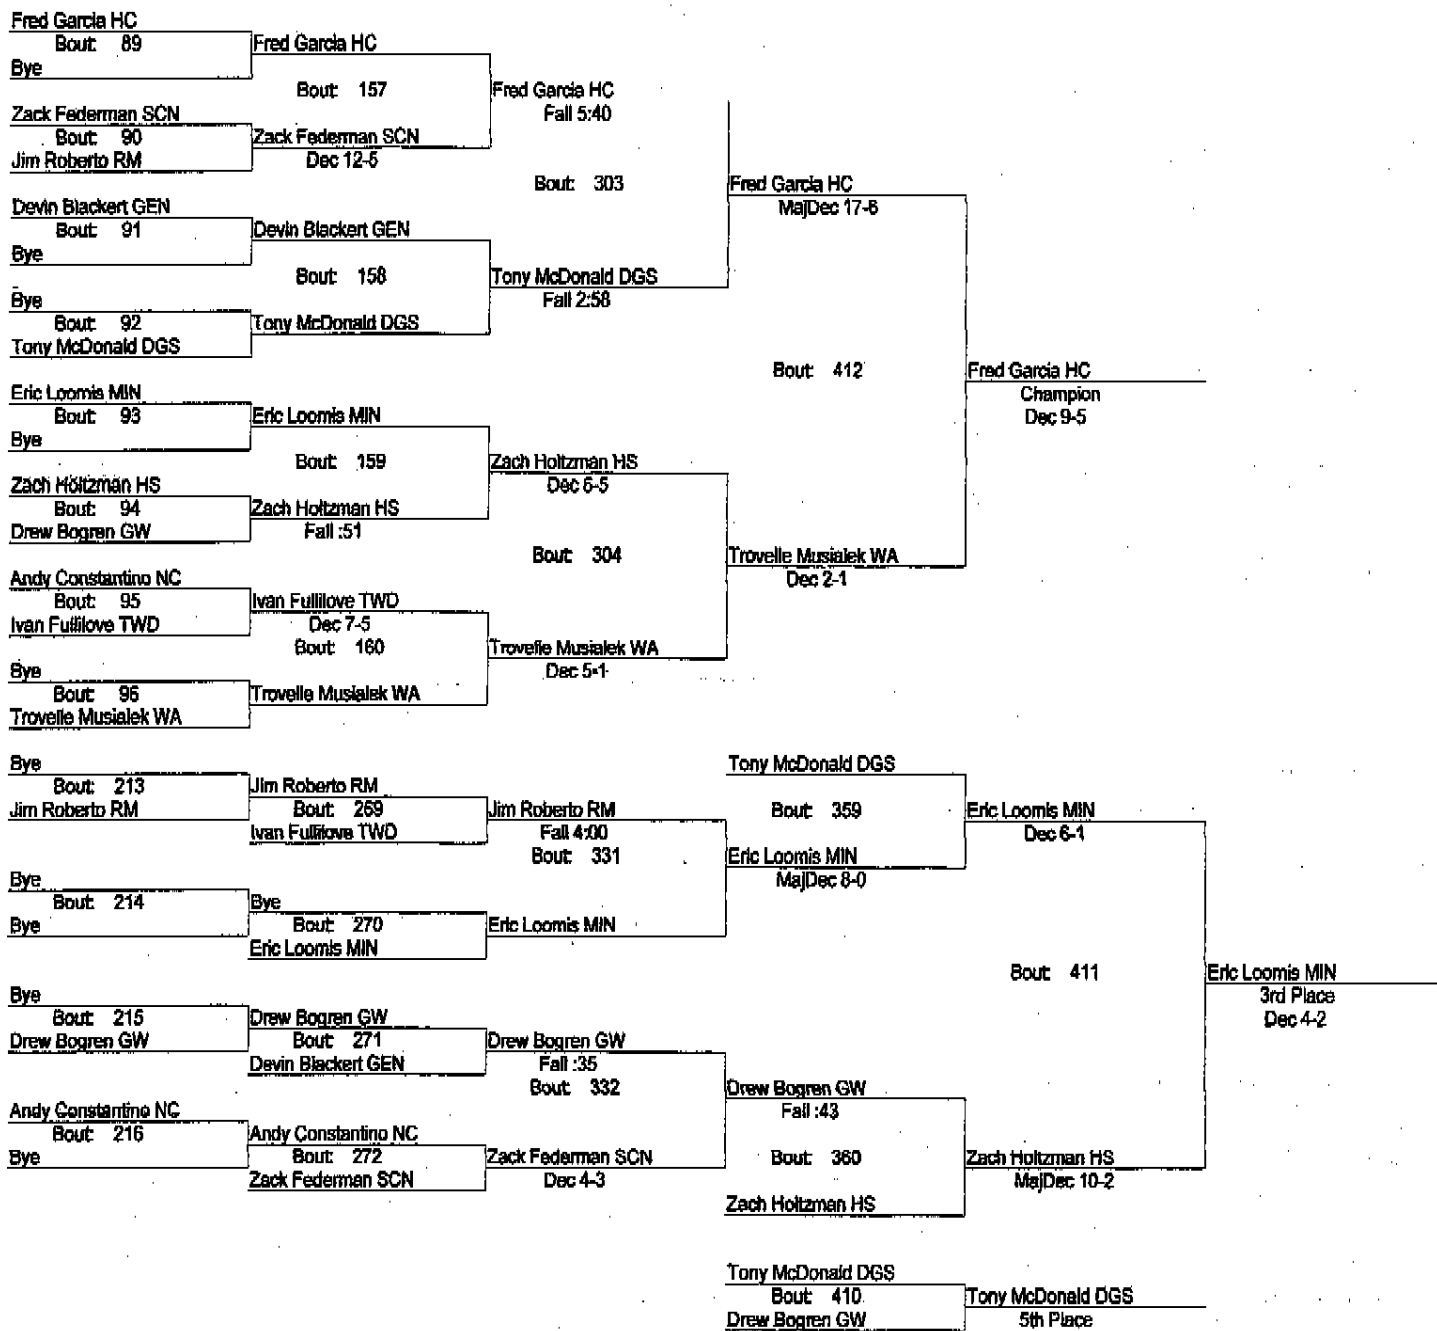 Fred Garcia HC
Bout: 89
Fred Garcia HC
Bye
Bout: 157
Fred Garcia HC
Fall 5:40
Zack Federman SCN
Bout: 90
Zack Federman SCN
Jim Roberto RM
Dec 12-5
Bout: 303
Fred Garcia HC
MajDec 17-6
Devin Blackert GEN
Bout: 91
Devin Blackert GEN
Bye
Bout: 158
Tony McDonald DGS
Fall 2:58
Bye
Bout: 92
Tony McDonald DGS
Tony McDonald DGS
Bout: 412
Fred Garcia HC
Champion
Dec 9-5
Eric Loomis MIN
Bout: 93
Eric Loomis MIN
Bye
Bout: 159
Zach Holtzman HS
Dec 6-5
Zach Holtzman HS
Bout: 94
Zach Holtzman HS
Drew Bogren GW
Fall :51
Bout: 304
Trovelle Musialek WA
Dec 2-1
Andy Constantino NC
Bout: 95
Ivan Fullilove TWD
Ivan Fullilove TWD
Dec 7-5
Bout: 160
Trovelle Musialek WA
Dec 5-1
Bye
Bout: 96
Trovelle Musialek WA
Trovelle Musialek WA
Bye
Bout: 213
Jim Roberto RM
Jim Roberto RM
Bout: 269
Jim Roberto RM
Ivan Fullilove TWD
Fall 4:00
Bout: 331
Tony McDonald DGS
Bout: 359
Eric Loomis MIN
Dec 6-1
Eric Loomis MIN
MajDec 8-0
Bye
Bout: 214
Bye
Bye
Bout: 270
Eric Loomis MIN
Eric Loomis MIN
Bout: 411
Eric Loomis MIN
3rd Place
Dec 4-2
Bye
Bout: 215
Drew Bogren GW
Drew Bogren GW
Bout: 271
Drew Bogren GW
Devin Blackert GEN
Fall :35
Bout: 332
Drew Bogren GW
Fall :43
Andy Constantino NC
Bout: 216
Andy Constantino NC
Bye
Bout: 272
Zack Federman SCN
Zack Federman SCN
Dec 4-3
Bout: 360
Zach Holtzman HS
MajDec 10-2
Zach Holtzman HS
Tony McDonald DGS
Bout: 410
Tony McDonald DGS
Drew Bogren GW
5th Place